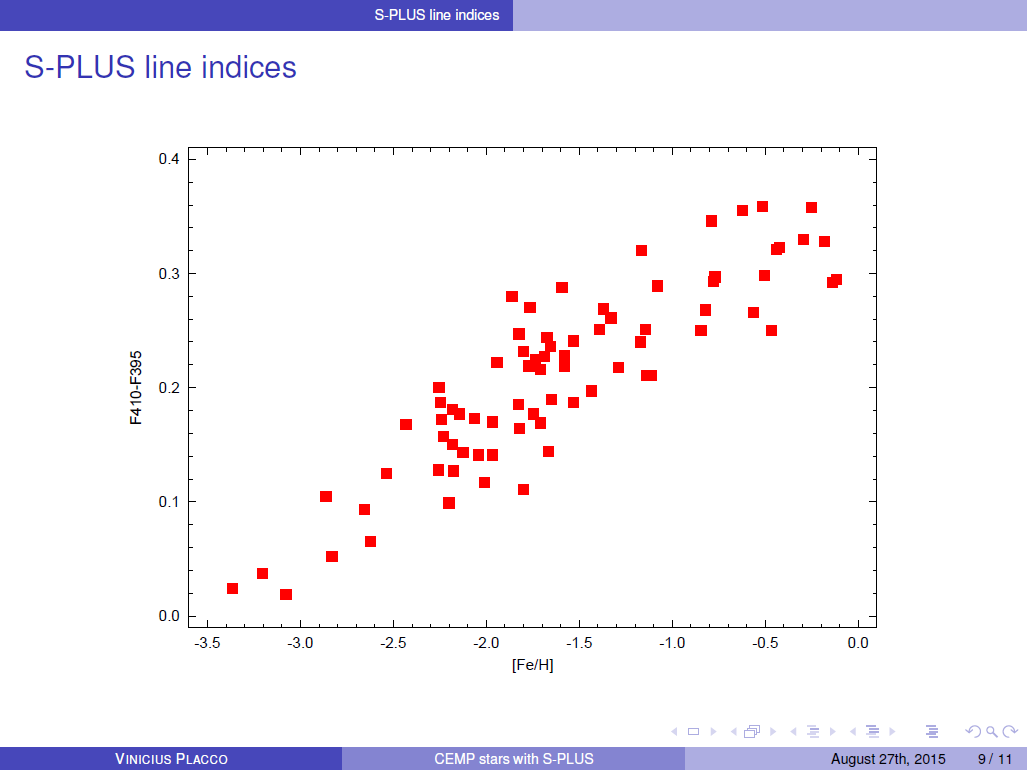 S-PLUS line indices
S-PLUS line indices
0.4
0.3
0.2
0.1
0.0
F410-F395
-3.5 -3.0 -2.5 -2.0 -1.5 -1.0 -0.5 0.0
[Fe/H]
VINICIUS PLACCO CEMP stars with S-PLUS August 27th, 2015 9 / 11